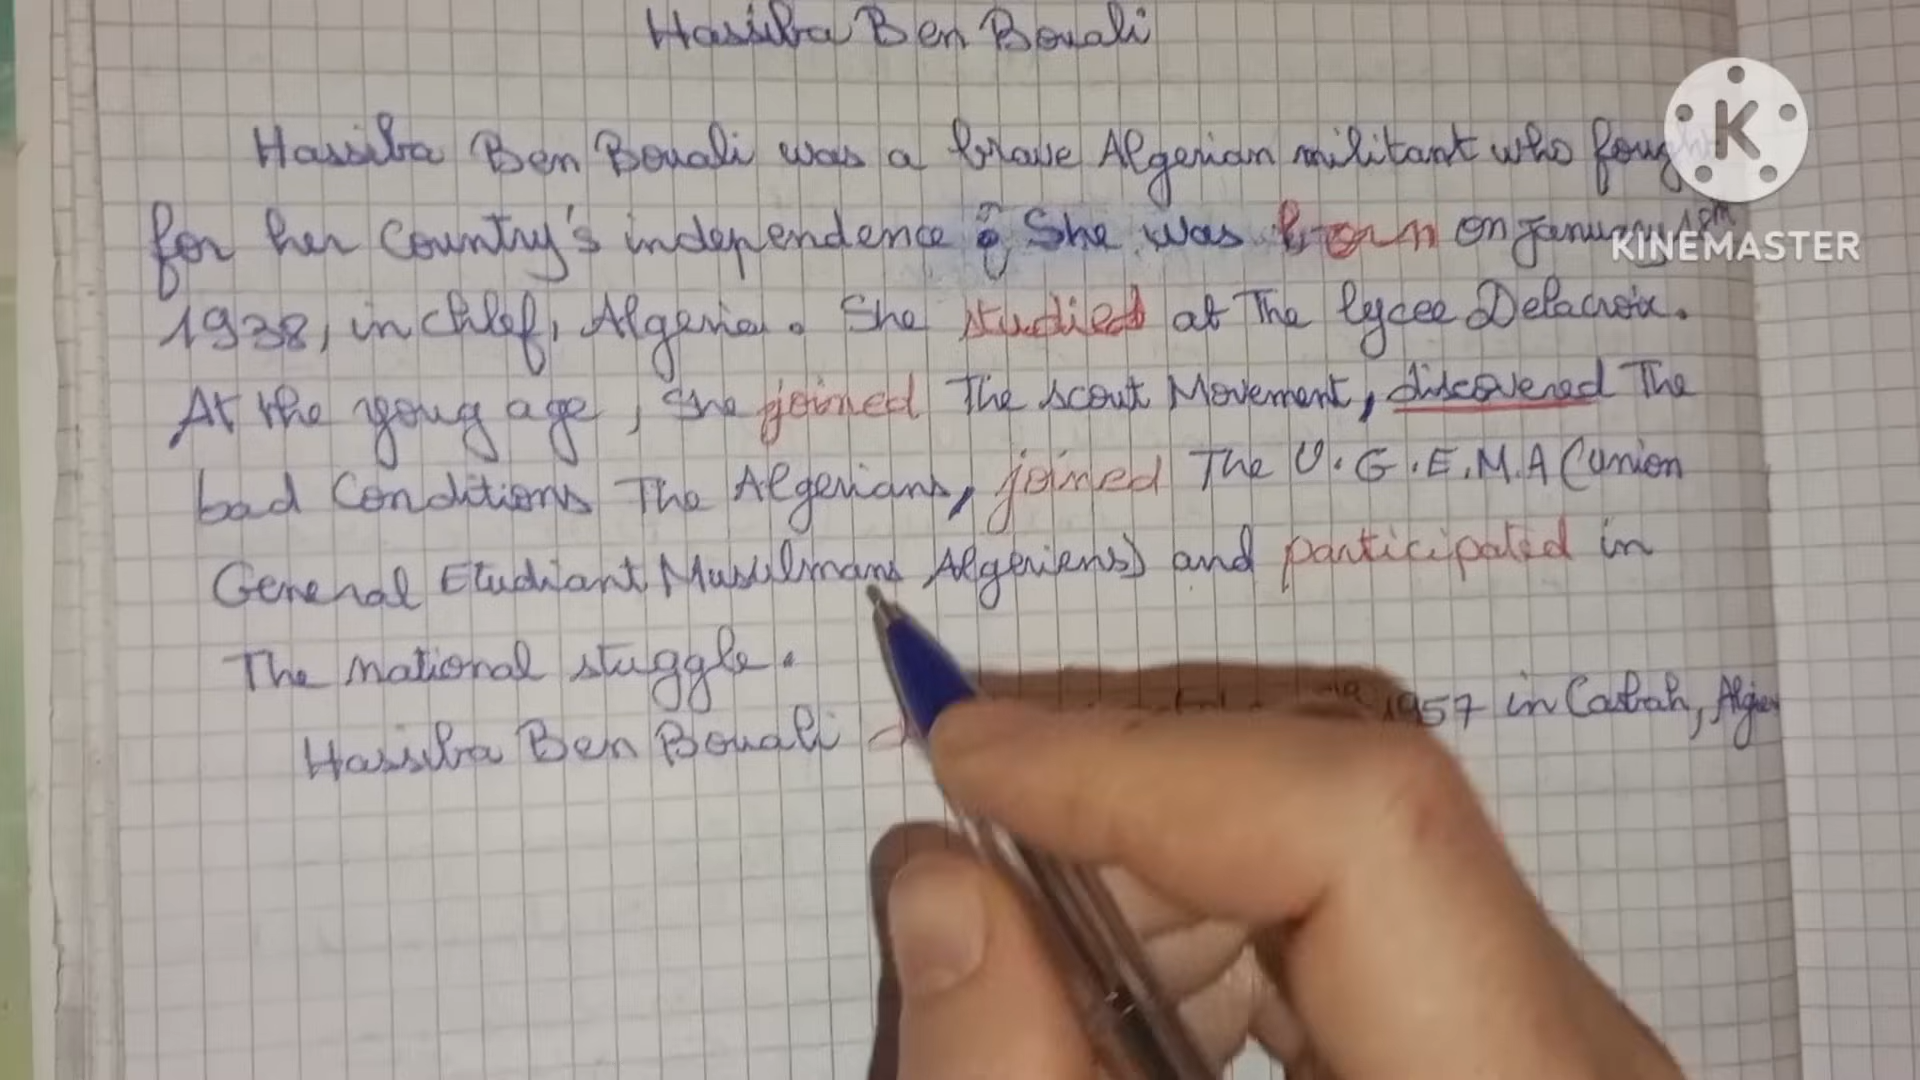 Hassiba Ben Bouali
Hassiba Ben Bouali was a brave Algerian militant who
for her country's independence. She was born on January 18th
1938, in Chlef, Algeria. She studied at The lycee Delacroix.
At the youg age, she joined The scout Movement, discovered The
bad Conditions The Algerians, joined The U.G.E.M.A (union
General Etudiant Musulmans Algeriens) and participated in
The national stuggle.
Hassiba Ben Bouali 1957 in Casbah, Algie
K
KINEMASTER